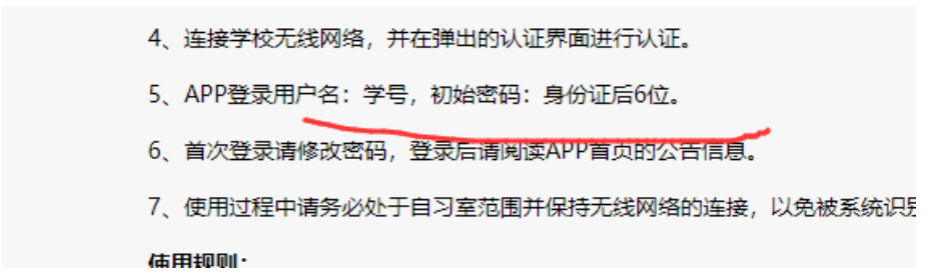 4、连接学校无线网络，并在弹出的认证界面进行认证。
5、APP登录用户名：学号，初始密码：身份证后6位。
6、首次登录请修改密码，登录后请阅读APP首页的公告信息。
7、使用过程中请务必处于自习室范围并保持无线网络的连接，以免被系统识别
使用规则：